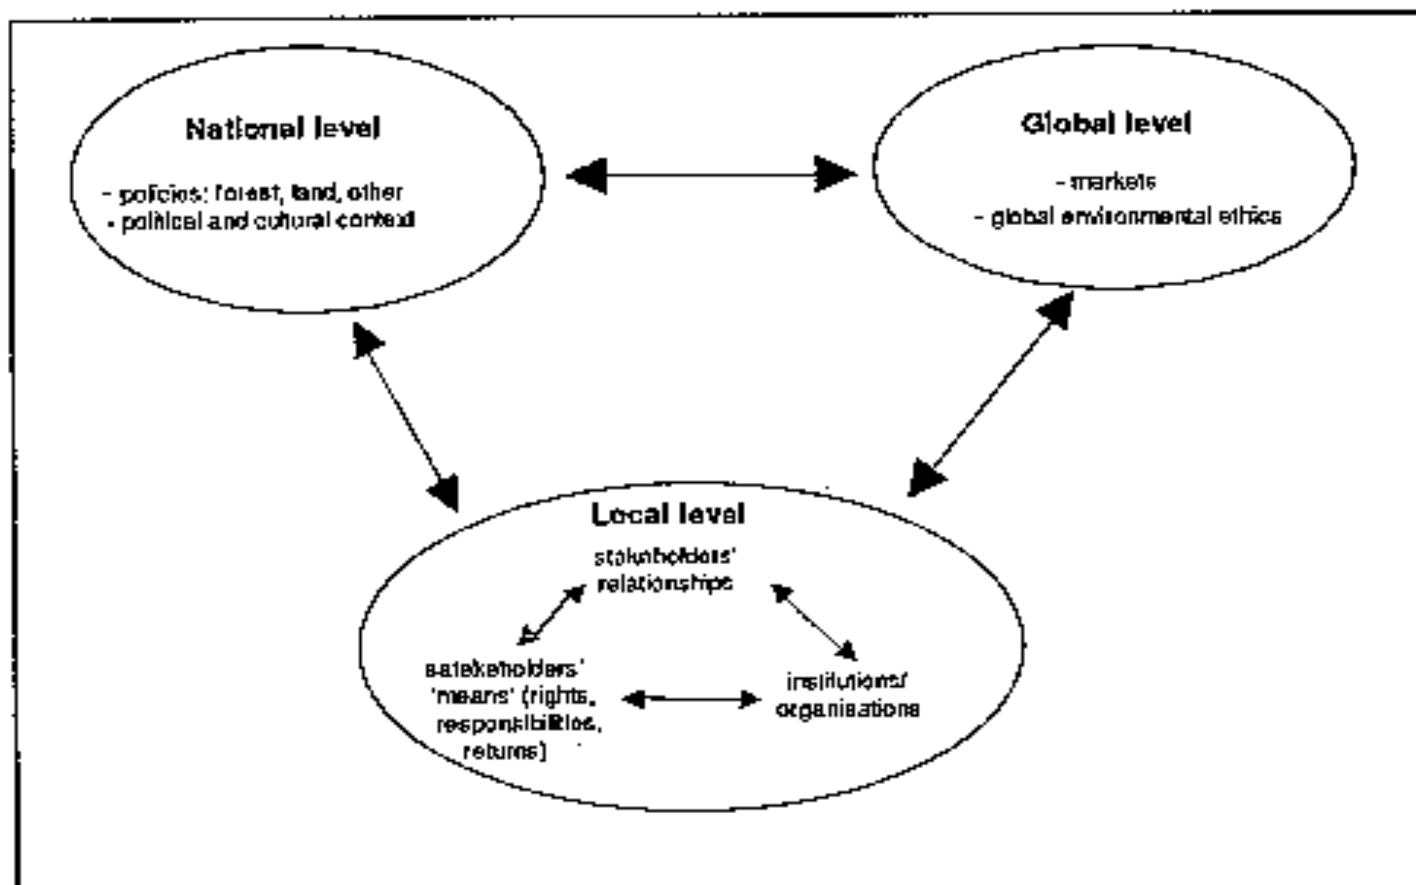 National level
- policies: forest, land, other
- political and cultural context
Global level
- markets
- global environmental ethics
Local level
stakeholders'
relationships
stakeholders'
'means' (rights,
responsibilities,
returns)
institutions/
organisations